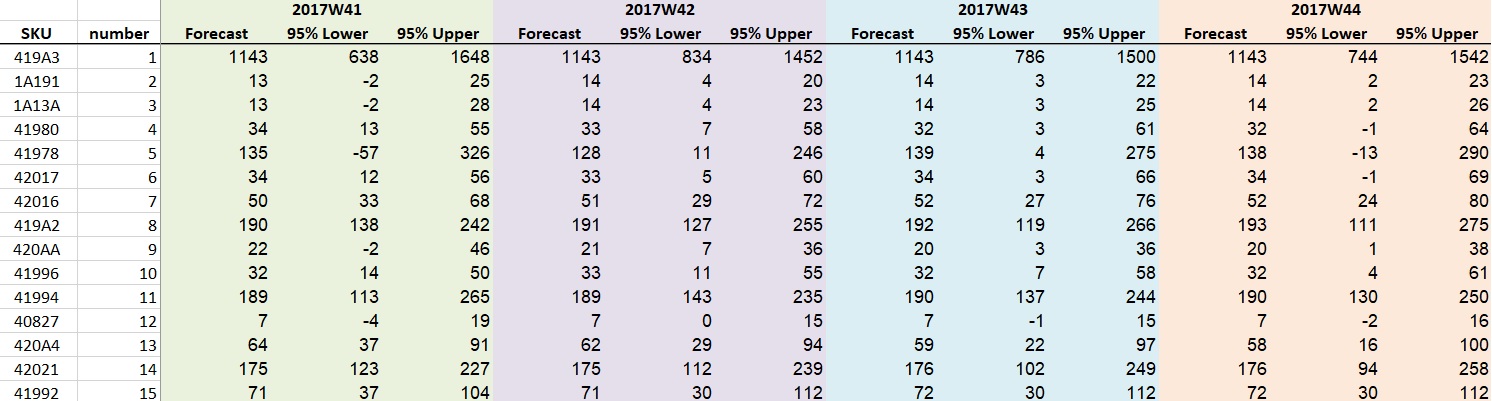 2017W41 2017W42 2017W43 2017W44
SKU number Forecast 95% Lower 95% Upper Forecast 95% Lower 95% Upper Forecast 95% Lower 95% Upper Forecast 95% Lower 95% Upper
419A3 1 1143 638 1648 1143 834 1452 1143 786 1500 1143 744 1542
1A191 2 13 -2 25 14 4 20 14 3 22 14 2 23
1A13A 3 13 -2 28 14 4 23 14 3 25 14 2 26
41980 4 34 13 55 33 7 58 32 3 61 32 -1 64
41978 5 135 -57 326 128 11 246 139 4 275 138 -13 290
42017 6 34 12 56 33 5 60 34 3 66 34 -1 69
42016 7 50 33 68 51 29 72 52 27 76 52 24 80
419A2 8 190 138 242 191 127 255 192 119 266 193 111 275
420AA 9 22 -2 46 21 7 36 20 3 36 20 1 38
41996 10 32 14 50 33 11 55 32 7 58 32 4 61
41994 11 189 113 265 189 143 235 190 137 244 190 130 250
40827 12 7 -4 19 7 0 15 7 -1 15 7 -2 16
420A4 13 64 37 91 62 29 94 59 22 97 58 16 100
42021 14 175 123 227 175 112 239 176 102 249 176 94 258
41992 15 71 37 104 71 30 112 72 30 112 72 30 112